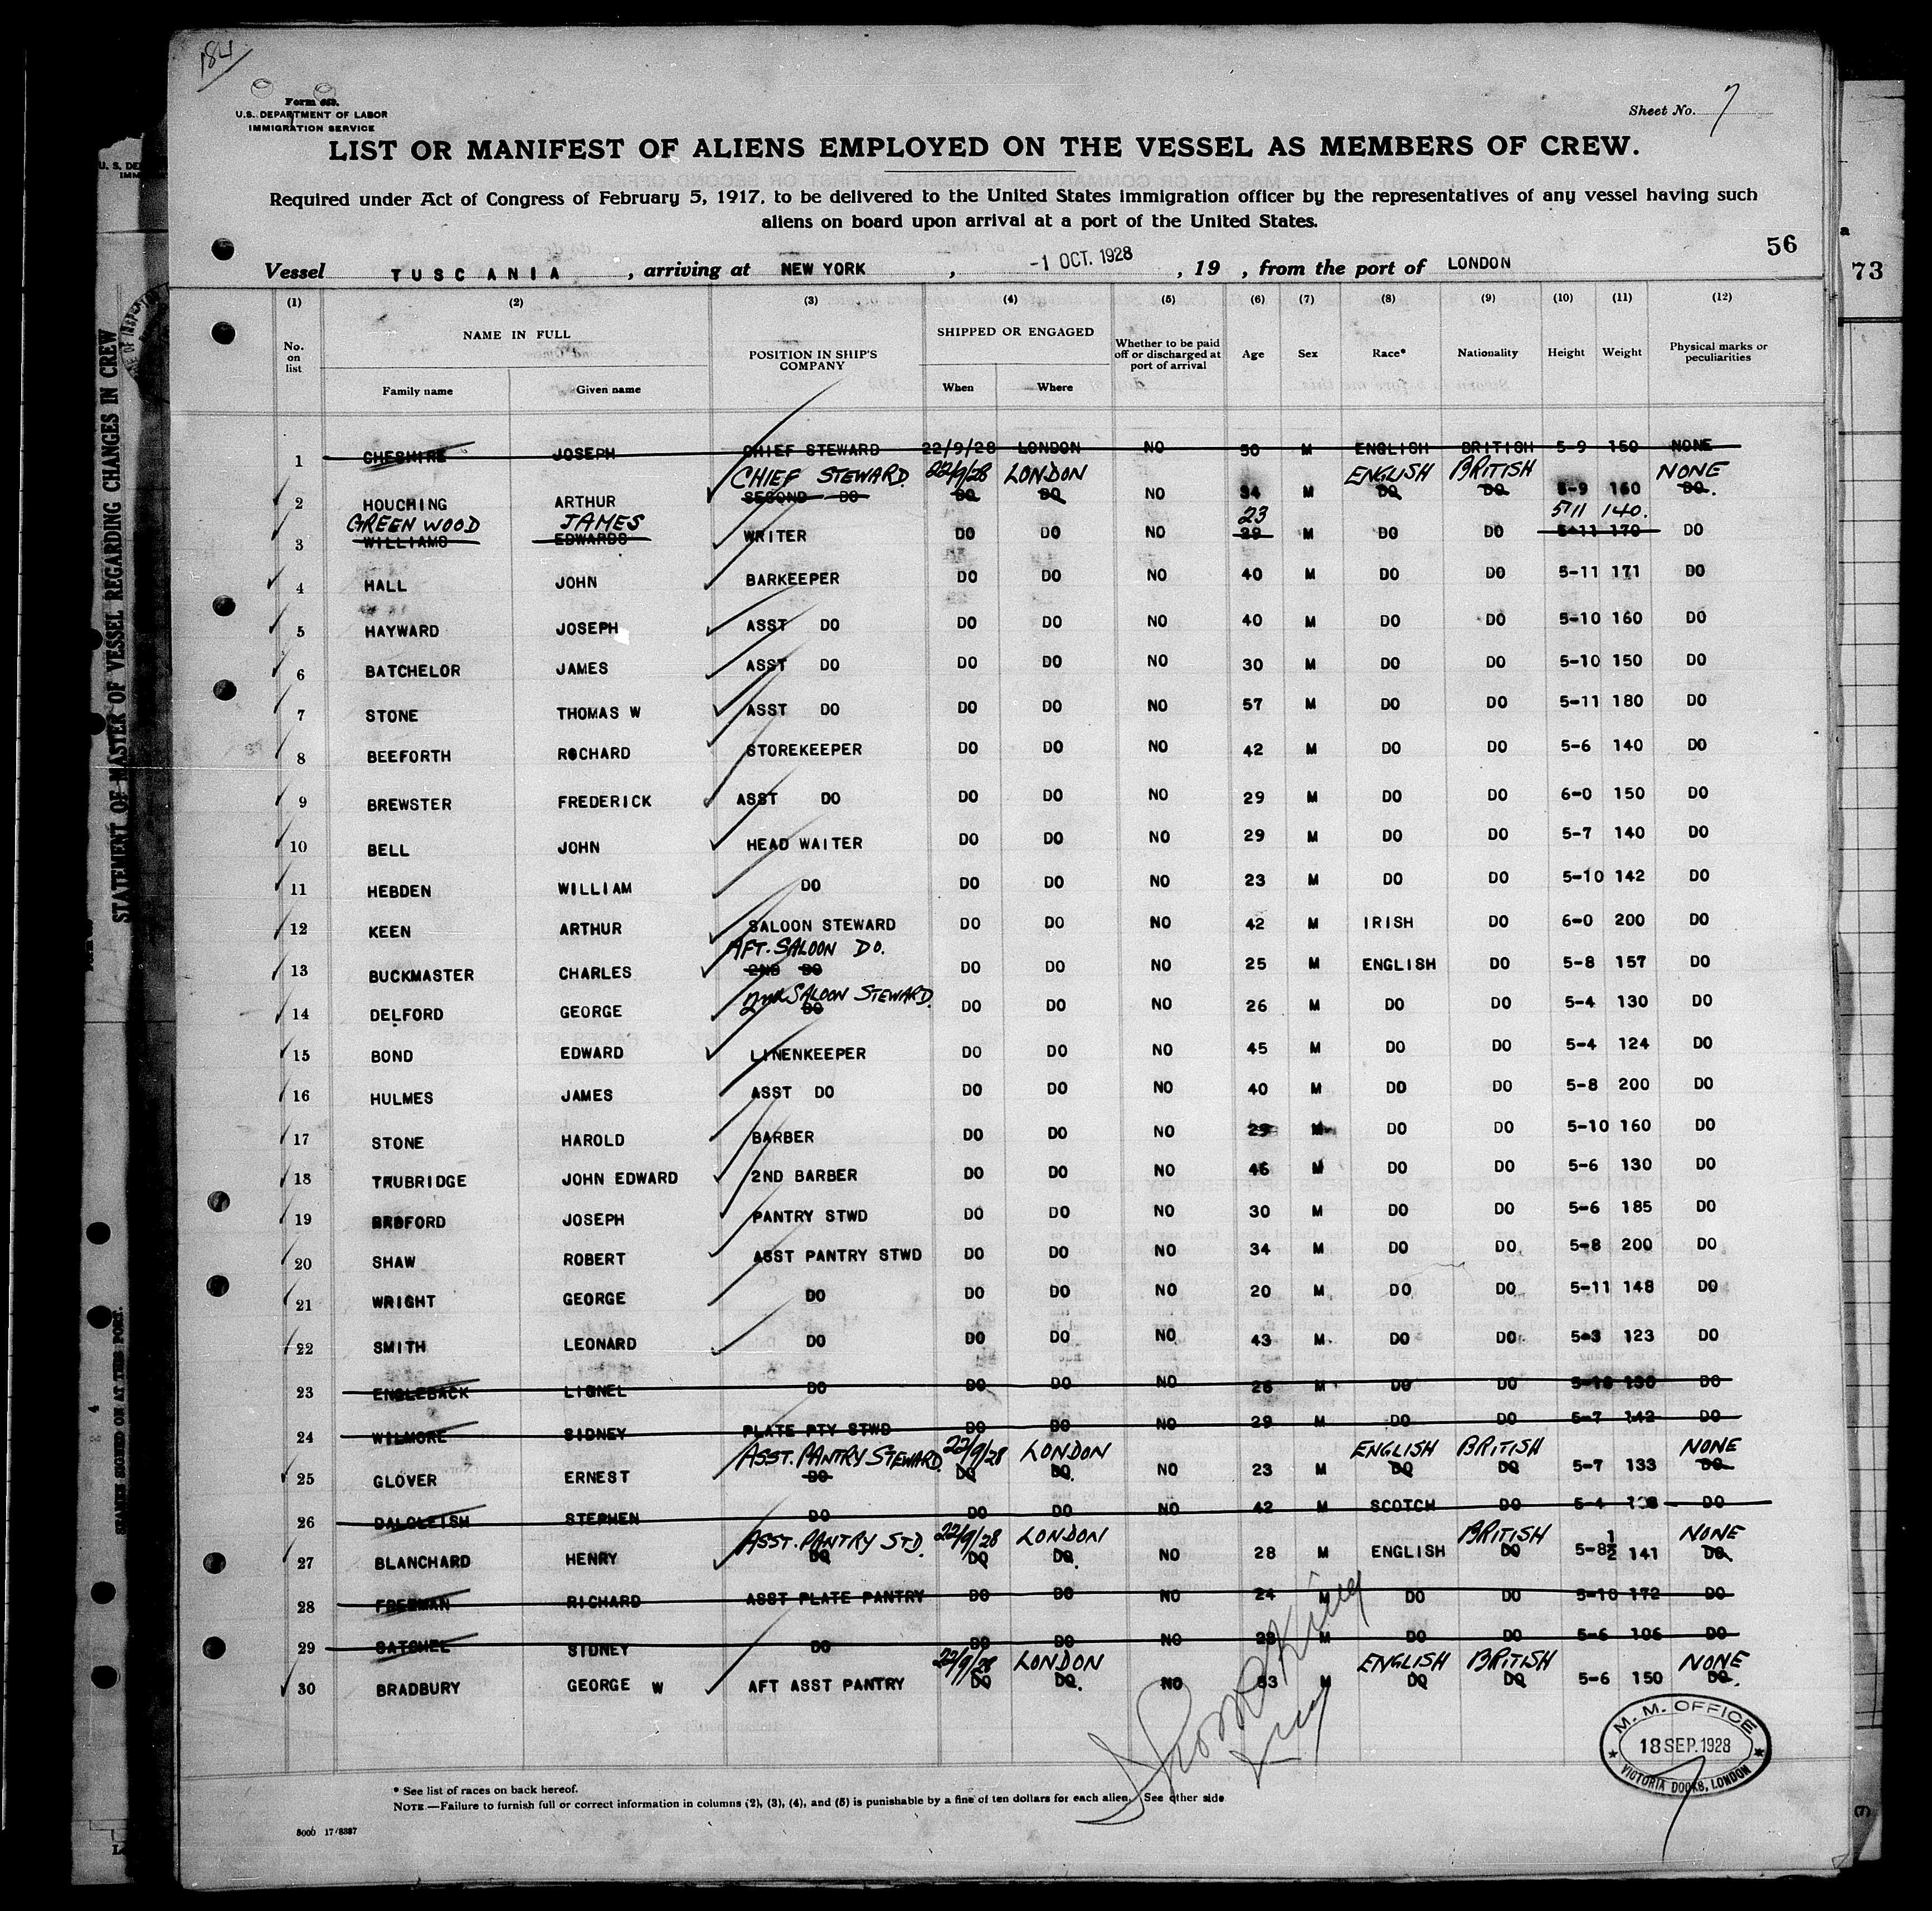 184
Form 689.
U.S. DEPARTMENT OF LABOR
IMMIGRATION SERVICE
Sheet No. 7
LIST OR MANIFEST OF ALIENS EMPLOYED ON THE VESSEL AS MEMBERS OF CREW.
Required under Act of Congress of February 5, 1917, to be delivered to the United States immigration officer by the representatives of any vessel having such
aliens on board upon arrival at a port of the United States.
56
73
Vessel TUSCANIA, arriving at NEW YORK, -1 OCT. 1928, 19 , from the port of LONDON
(1) (2) (3) (4) (5) (6) (7) (8) (9) (10) (11) (12)
No. on list NAME IN FULL POSITION IN SHIP'S COMPANY SHIPPED OR ENGAGED Whether to be paid off or discharged at port of arrival Age Sex Race* Nationality Height Weight Physical marks or peculiarities
Family name Given name When Where
1 CHESHIRE JOSEPH CHIEF STEWARD 22/9/28 LONDON NO 50 M ENGLISH BRITISH 5-9 150 NONE
CHIEF STEWARD 22/9/28 LONDON ENGLISH BRITISH NONE
2 HOUCHING ARTHUR SECOND DO DO DO NO 34 M DO DO 5-9 160 DO.
GREENWOOD JAMES 23 5 11 140.
3 WILLIAMS EDWARDS WRITER DO DO NO 29 M DO DO 5-11 170 DO
4 HALL JOHN BARKEEPER DO DO NO 40 M DO DO 5-11 171 DO
5 HAYWARD JOSEPH ASST DO DO DO NO 40 M DO DO 5-10 160 DO
6 BATCHELOR JAMES ASST DO DO DO NO 30 M DO DO 5-10 150 DO
7 STONE THOMAS W ASST DO DO DO NO 57 M DO DO 5-11 180 DO
8 BEEFORTH ROCHARD STOREKEEPER DO DO NO 42 M DO DO 5-6 140 DO
9 BREWSTER FREDERICK ASST DO DO DO NO 29 M DO DO 6-0 150 DO
10 BELL JOHN HEAD WAITER DO DO NO 29 M DO DO 5-7 140 DO
11 HEBDEN WILLIAM DO DO DO NO 23 M DO DO 5-10 142 DO
12 KEEN ARTHUR SALOON STEWARD DO DO NO 42 M IRISH DO 6-0 200 DO
AFT. SALOON DO.
13 BUCKMASTER CHARLES 2ND DO DO DO NO 25 M ENGLISH DO 5-8 157 DO
2nd SALOON STEWARD
14 DELFORD GEORGE DO DO DO NO 26 M DO DO 5-4 130 DO
15 BOND EDWARD LINENKEEPER DO DO NO 45 M DO DO 5-4 124 DO
16 HULMES JAMES ASST DO DO DO NO 40 M DO DO 5-8 200 DO
17 STONE HAROLD BARBER DO DO NO 29 M DO DO 5-10 160 DO
18 TRUBRIDGE JOHN EDWARD 2ND BARBER DO DO NO 46 M DO DO 5-6 130 DO
19 JOSEPH PANTRY STWD DO DO NO 30 M DO DO 5-6 185 DO
20 SHAW ROBERT ASST PANTRY STWD DO DO NO 34 M DO DO 5-8 200 DO
21 WRIGHT GEORGE DO DO DO NO 20 M DO DO 5-11 148 DO
22 SMITH LEONARD DO DO DO NO 43 M DO DO 5-3 123 DO
23 ENGLEBACK LIONEL DO DO DO NO 26 M DO DO 5-10 130 DO
24 WILMORE SIDNEY PLATE PTY STWD DO DO NO 29 M DO DO 5-7 142 DO
ASST. PANTRY STEWARD 22/9/28 LONDON ENGLISH BRITISH NONE
25 GLOVER ERNEST DO DO DO. NO 23 M DO DO 5-7 133 DO.
26 DALGLEISH STEPHEN DO DO DO NO 42 M SCOTCH DO 5-4 DO
ASST. PANTRY STD. 22/9/28 LONDON BRITISH NONE
27 BLANCHARD HENRY DO DO DO. NO 28 M ENGLISH DO 5-8½ 141 DO.
28 FREEMAN RICHARD ASST PLATE PANTRY DO DO NO 24 M DO DO 5-10 172 DO
29 SATCHEL SIDNEY DO DO DO NO 28 M DO DO 5-6 106 DO
22/9/28 LONDON ENGLISH BRITISH NONE
30 BRADBURY GEORGE W AFT ASST PANTRY DO DO. NO M DO DO 5-6 150 DO.
M. M. OFFICE
18 SEP. 1928
VICTORIA DOCKS, LONDON
7
* See list of races on back hereof.
NOTE.—Failure to furnish full or correct information in columns (2), (3), (4), and (5) is punishable by a fine of ten dollars for each alien. See other side
STATEMENT OF MASTER OF VESSEL REGARDING CHANGES IN CREW
SEAMEN SIGNED ON AT THIS PORT.